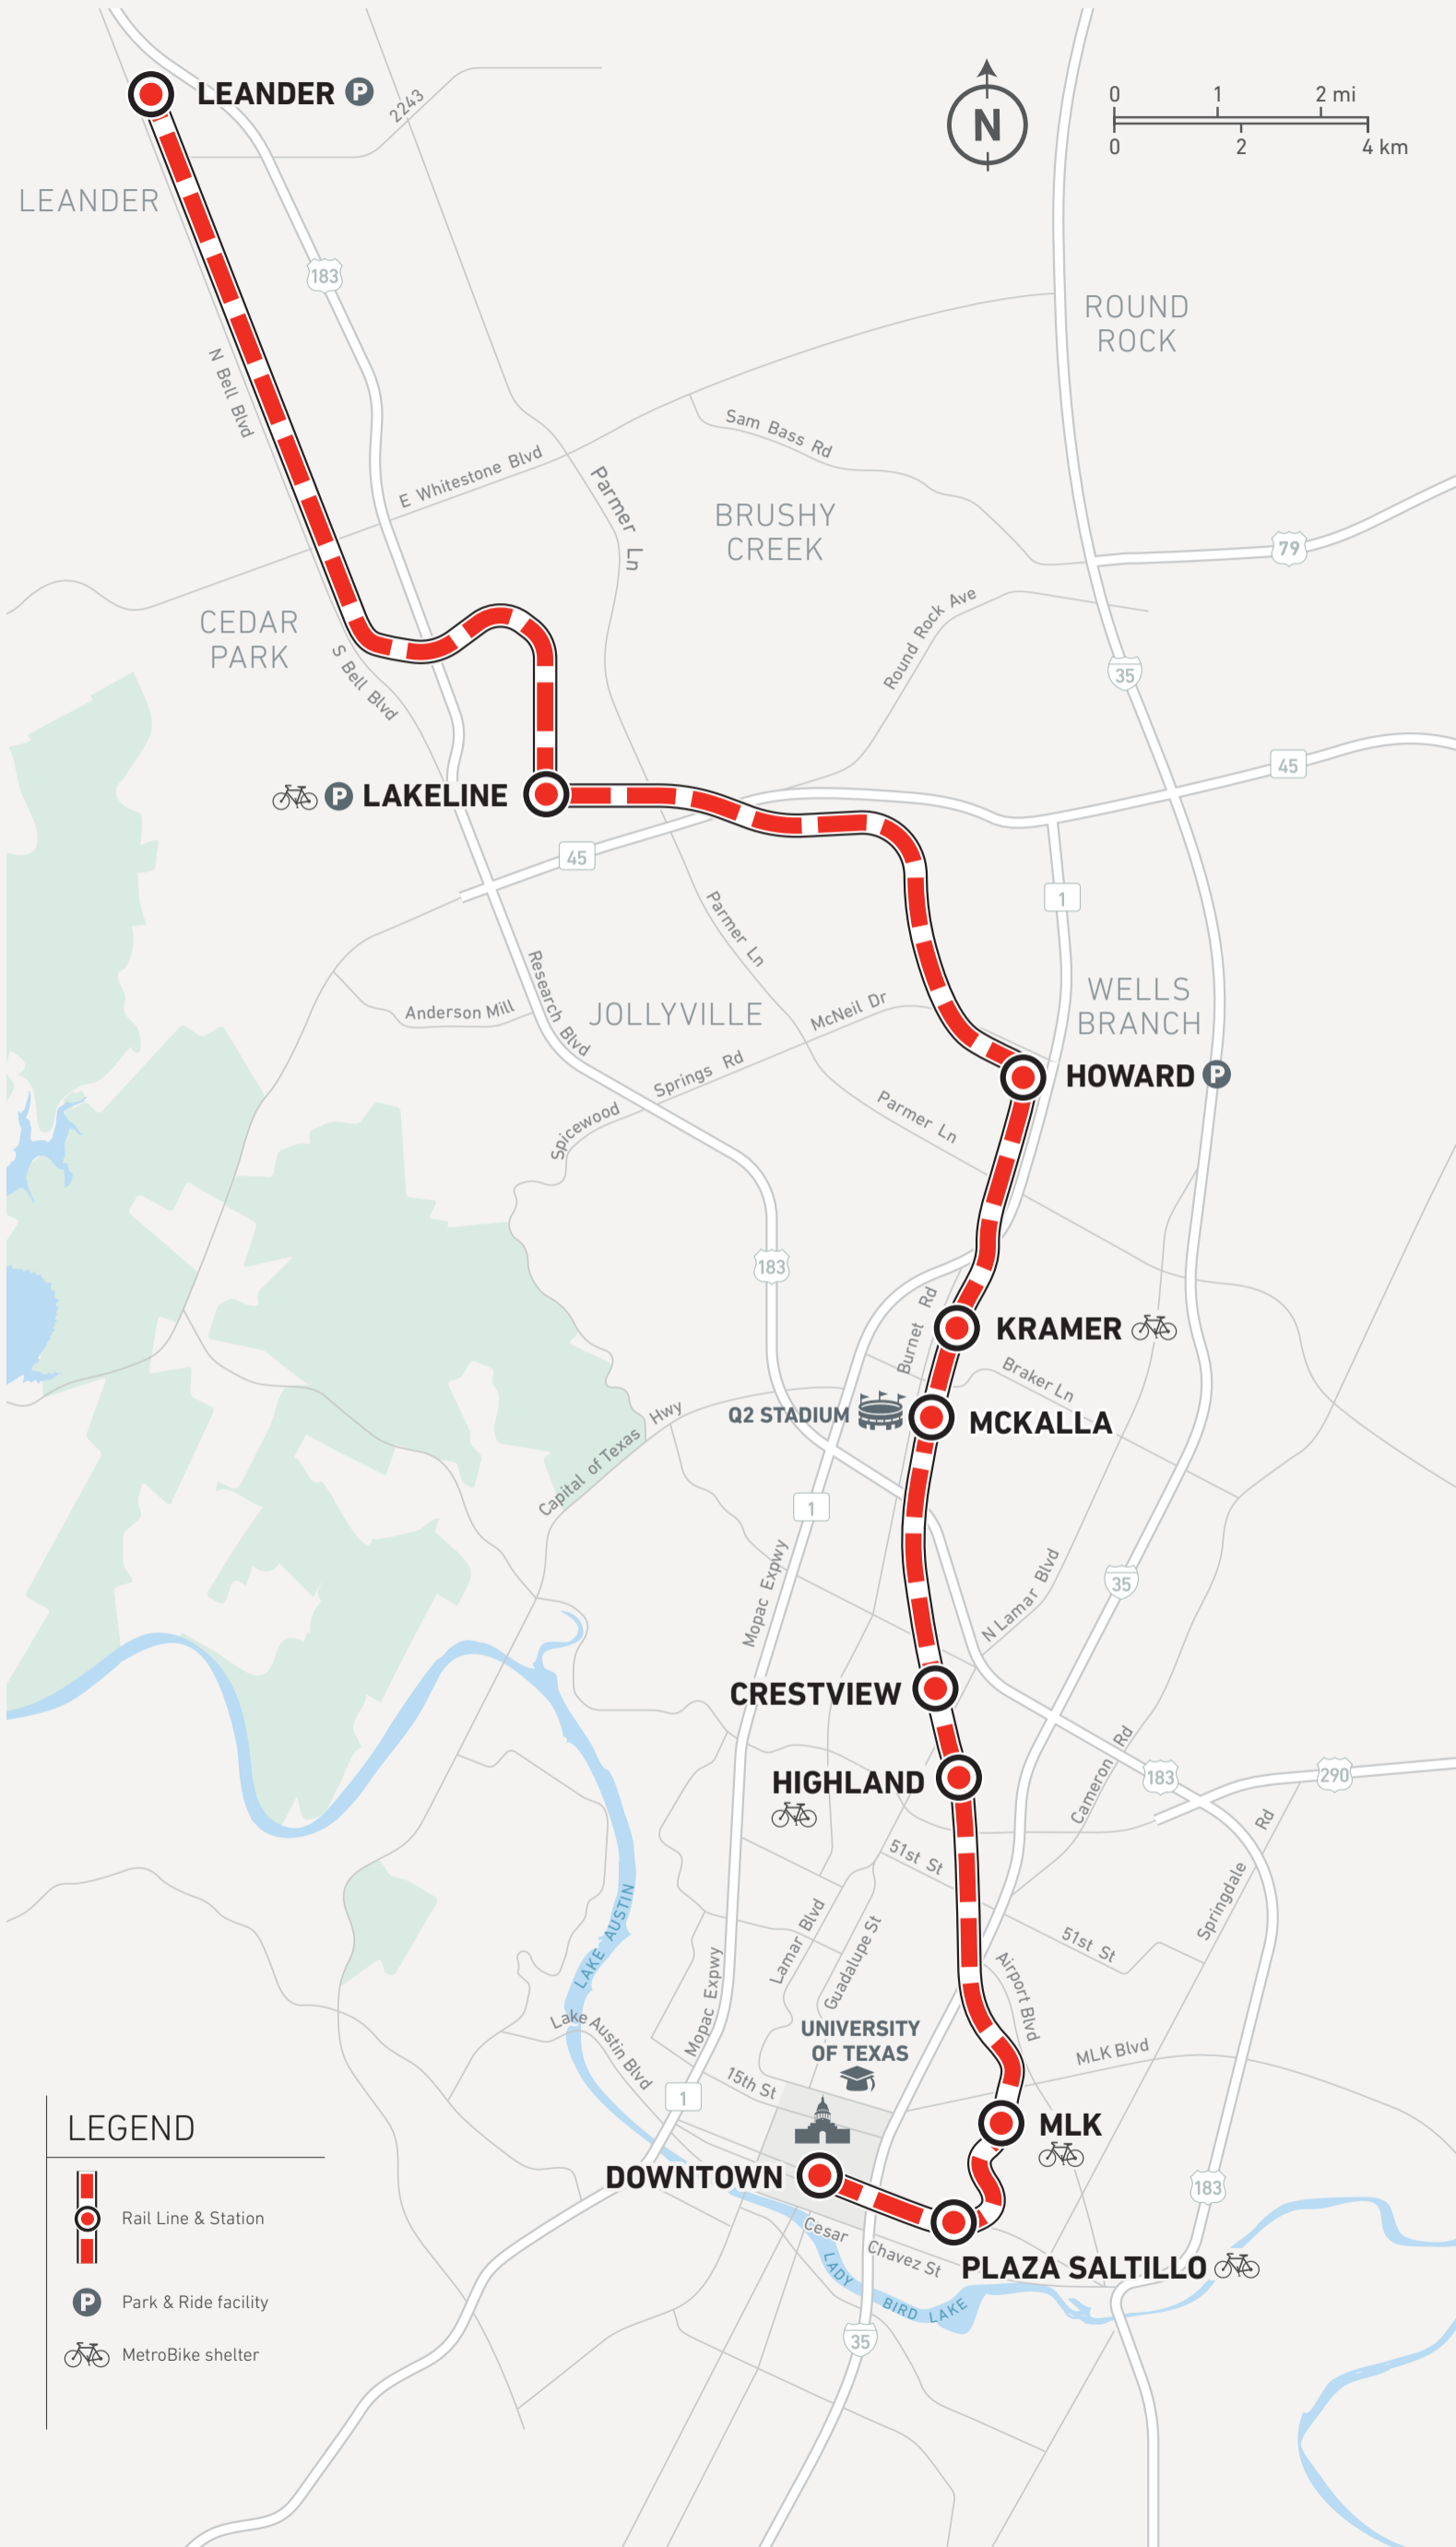 LEANDER P
2243
N
0 1 2 mi
0 2 4 km
LEANDER
183
ROUND
ROCK
N Bell Blvd
Sam Bass Rd
E Whitestone Blvd
Parmer Ln
BRUSHY
CREEK
79
CEDAR
PARK
Round Rock Ave
S Bell Blvd
35
45
P LAKELINE
45
1
Parmer Ln
Research Blvd
Anderson Mill
JOLLYVILLE
McNeil Dr
WELLS
BRANCH
Spicewood Springs Rd
HOWARD P
Parmer Ln
183
Burnet Rd
KRAMER
Braker Ln
Q2 STADIUM
MCKALLA
Capital of Texas Hwy
1
Mopac Expwy
N Lamar Blvd
35
CRESTVIEW
HIGHLAND
Cameron Rd
183
290
51st St
Springdale Rd
LAKE AUSTIN
Lamar Blvd
Guadalupe St
51st St
Mopac Expwy
Airport Blvd
Lake Austin Blvd
UNIVERSITY
OF TEXAS
MLK Blvd
15th St
1
MLK
DOWNTOWN
183
Cesar Chavez St
PLAZA SALTILLO
LADY BIRD LAKE
35
LEGEND
Rail Line & Station
P Park & Ride facility
MetroBike shelter